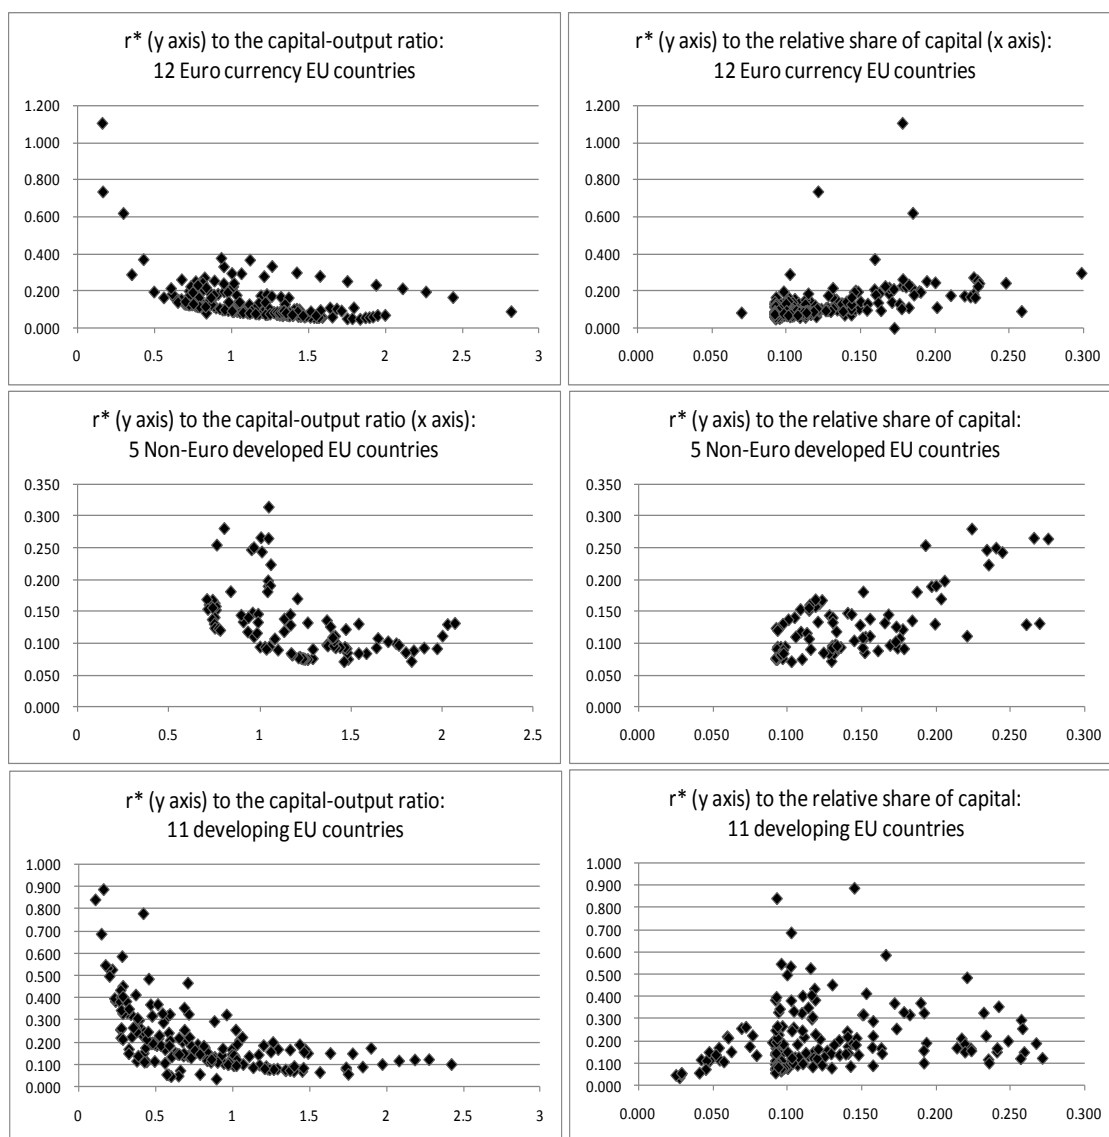 r* (y axis) to the capital-output ratio:
12 Euro currency EU countries
1.200
1.000
0.800
0.600
0.400
0.200
0.000
0 0.5 1 1.5 2 2.5 3
r* (y axis) to the relative share of capital (x axis):
12 Euro currency EU countries
1.200
1.000
0.800
0.600
0.400
0.200
0.000
0.000 0.050 0.100 0.150 0.200 0.250 0.300
r* (y axis) to the capital-output ratio (x axis):
5 Non-Euro developed EU countries
0.350
0.300
0.250
0.200
0.150
0.100
0.050
0.000
0 0.5 1 1.5 2 2.5
r* (y axis) to the relative share of capital:
5 Non-Euro developed EU countries
0.350
0.300
0.250
0.200
0.150
0.100
0.050
0.000
0.000 0.050 0.100 0.150 0.200 0.250 0.300
r* (y axis) to the capital-output ratio:
11 developing EU countries
1.000
0.900
0.800
0.700
0.600
0.500
0.400
0.300
0.200
0.100
0.000
0 0.5 1 1.5 2 2.5 3
r* (y axis) to the relative share of capital:
11 developing EU countries
1.000
0.900
0.800
0.700
0.600
0.500
0.400
0.300
0.200
0.100
0.000
0.000 0.050 0.100 0.150 0.200 0.250 0.300